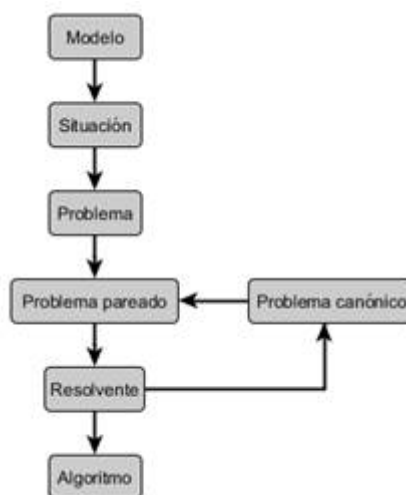 Modelo
Situación
Problema
Problema pareado
Problema canónico
Resolvente
Algoritmo